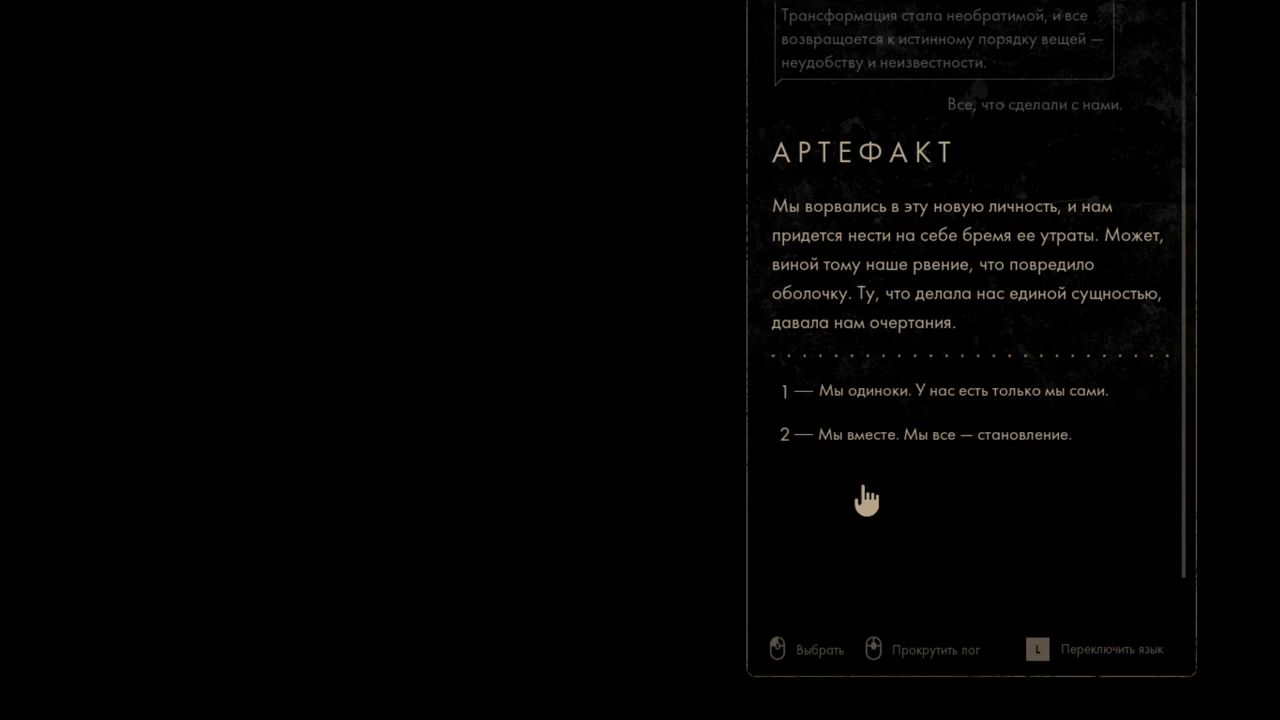 Трансформация стала необратимой, и все
возвращается к истинному порядку вещей —
неудобству и неизвестности.
Все, что сделали с нами.
АРТЕФАКТ
Мы ворвались в эту новую личность, и нам
придется нести на себе бремя ее утраты. Может,
виной тому наше рвение, что повредило
оболочку. Ту, что делала нас единой сущностью,
давала нам очертания.
1 — Мы одиноки. У нас есть только мы сами.
2 — Мы вместе. Мы все — становление.
Выбрать Прокрутить лог L Переключить язык